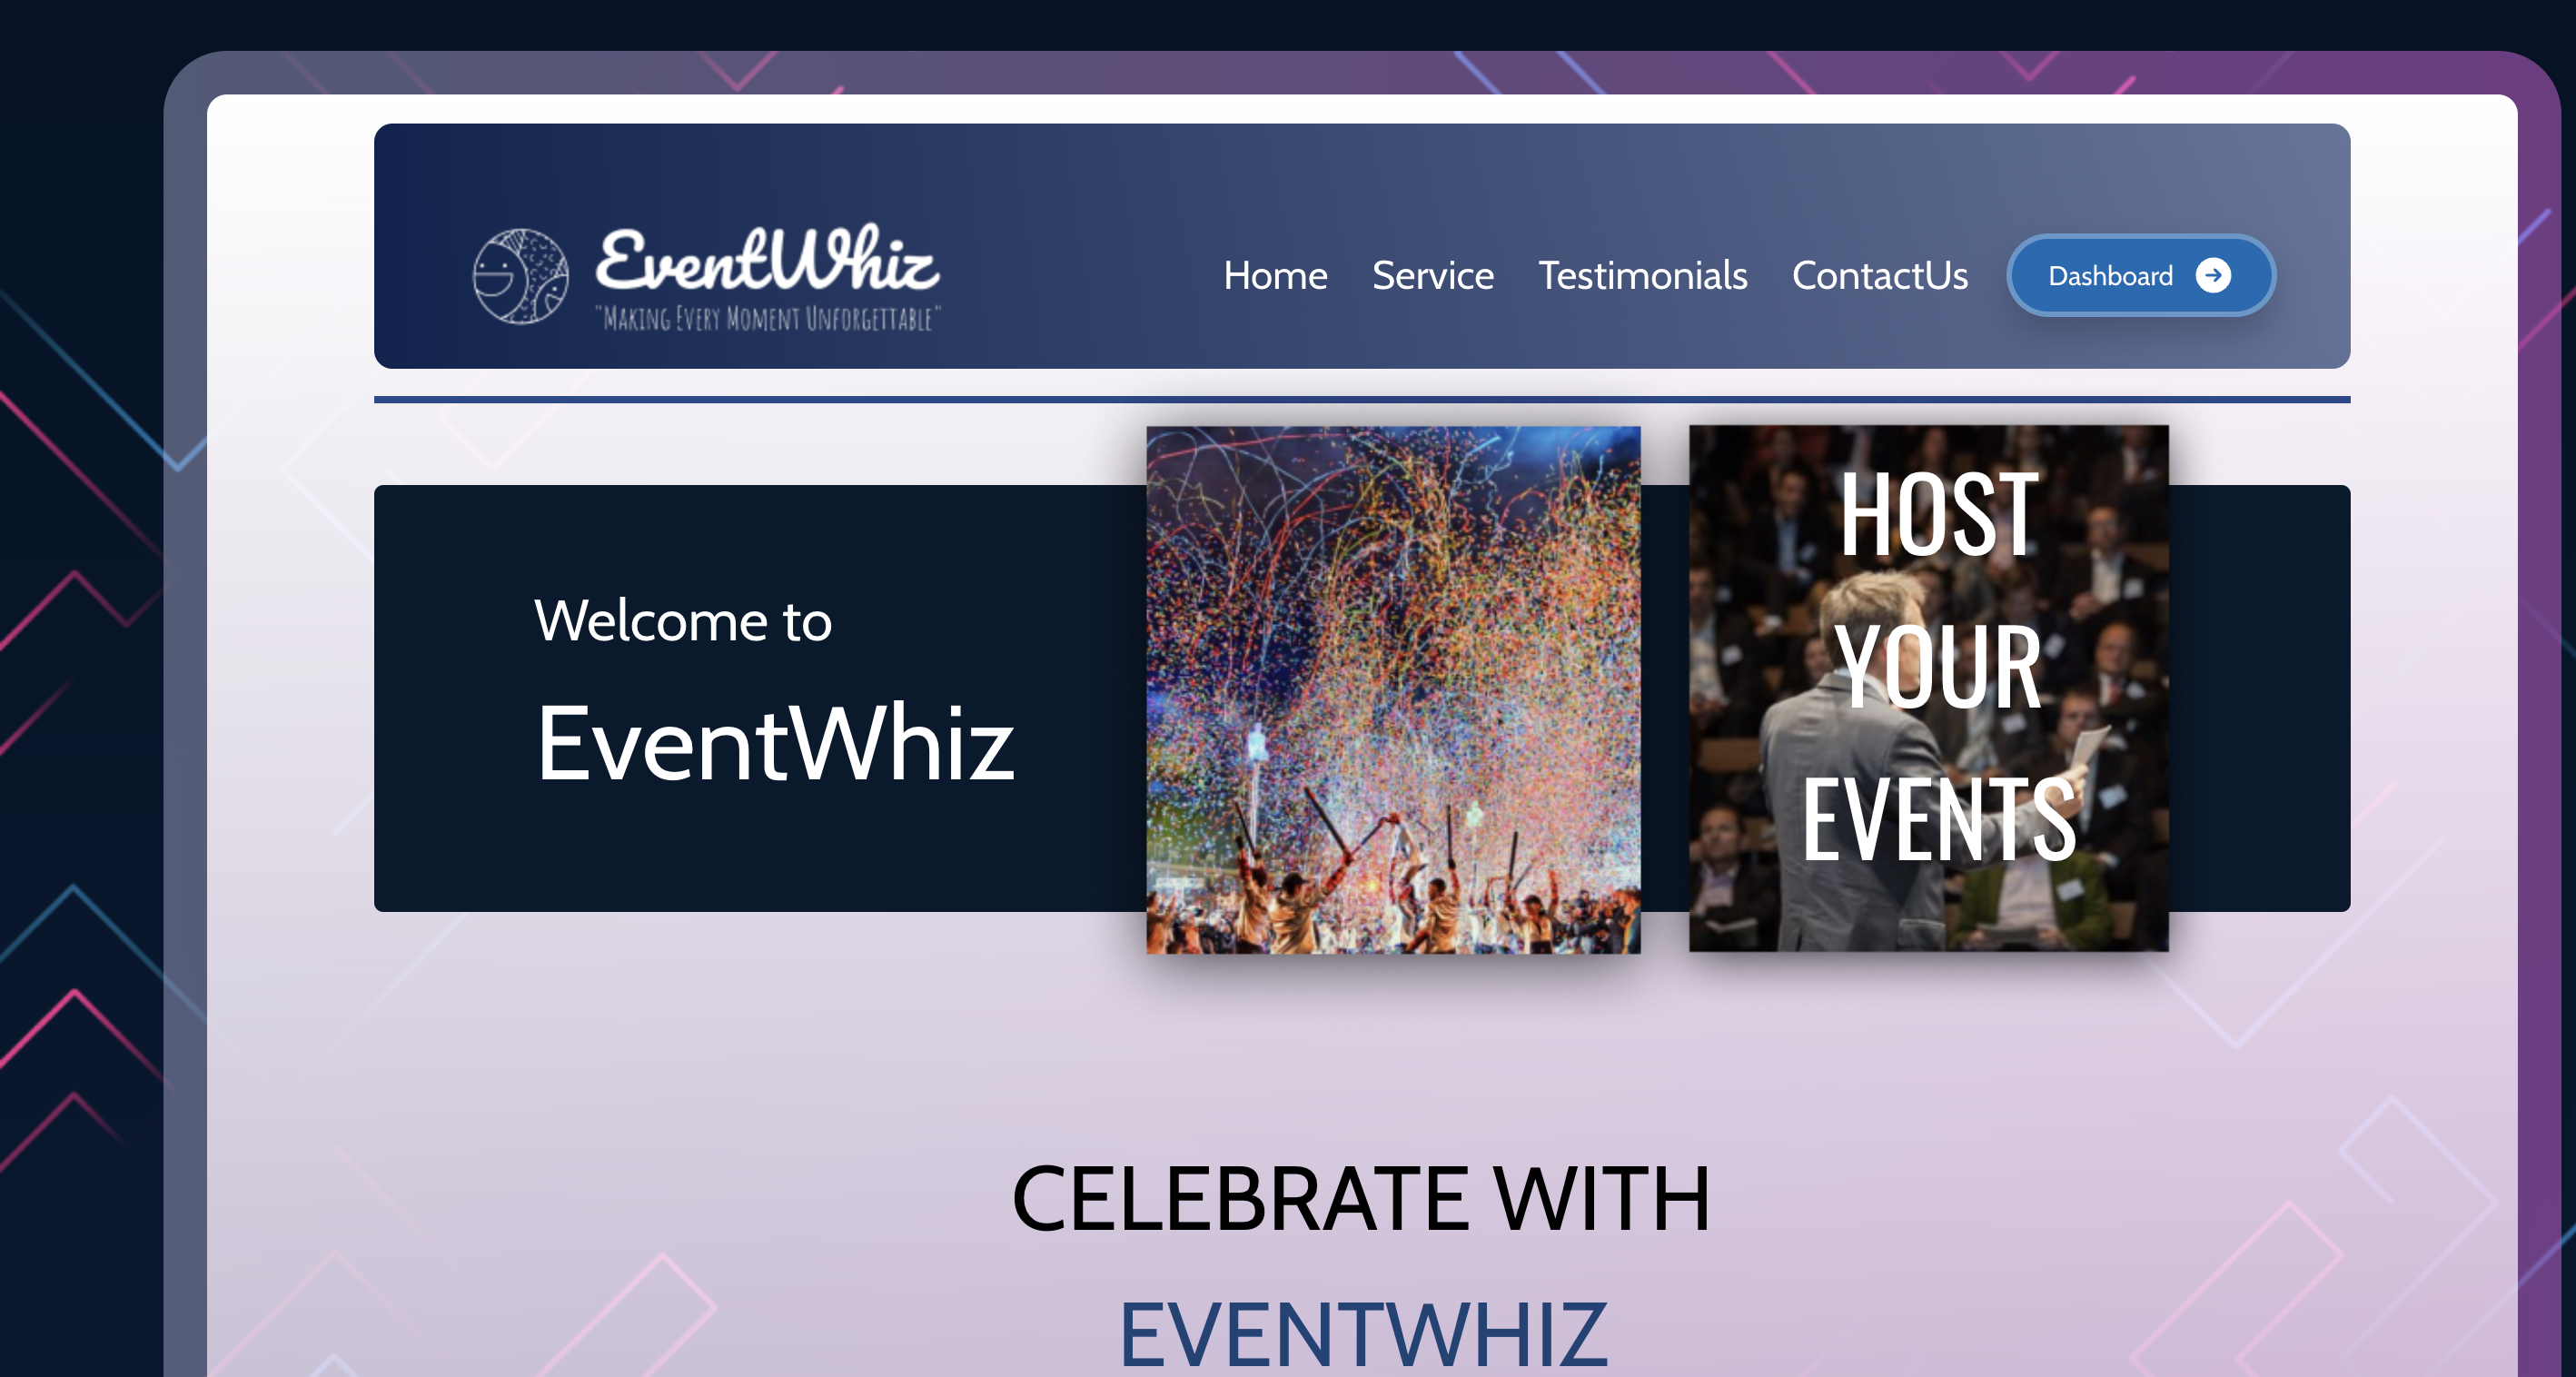 EventWhiz
"Making Every Moment Unforgettable"
Home Service Testimonials ContactUs Dashboard
Welcome to
EventWhiz
HOST
YOUR
EVENTS
CELEBRATE WITH
EVENTWHIZ